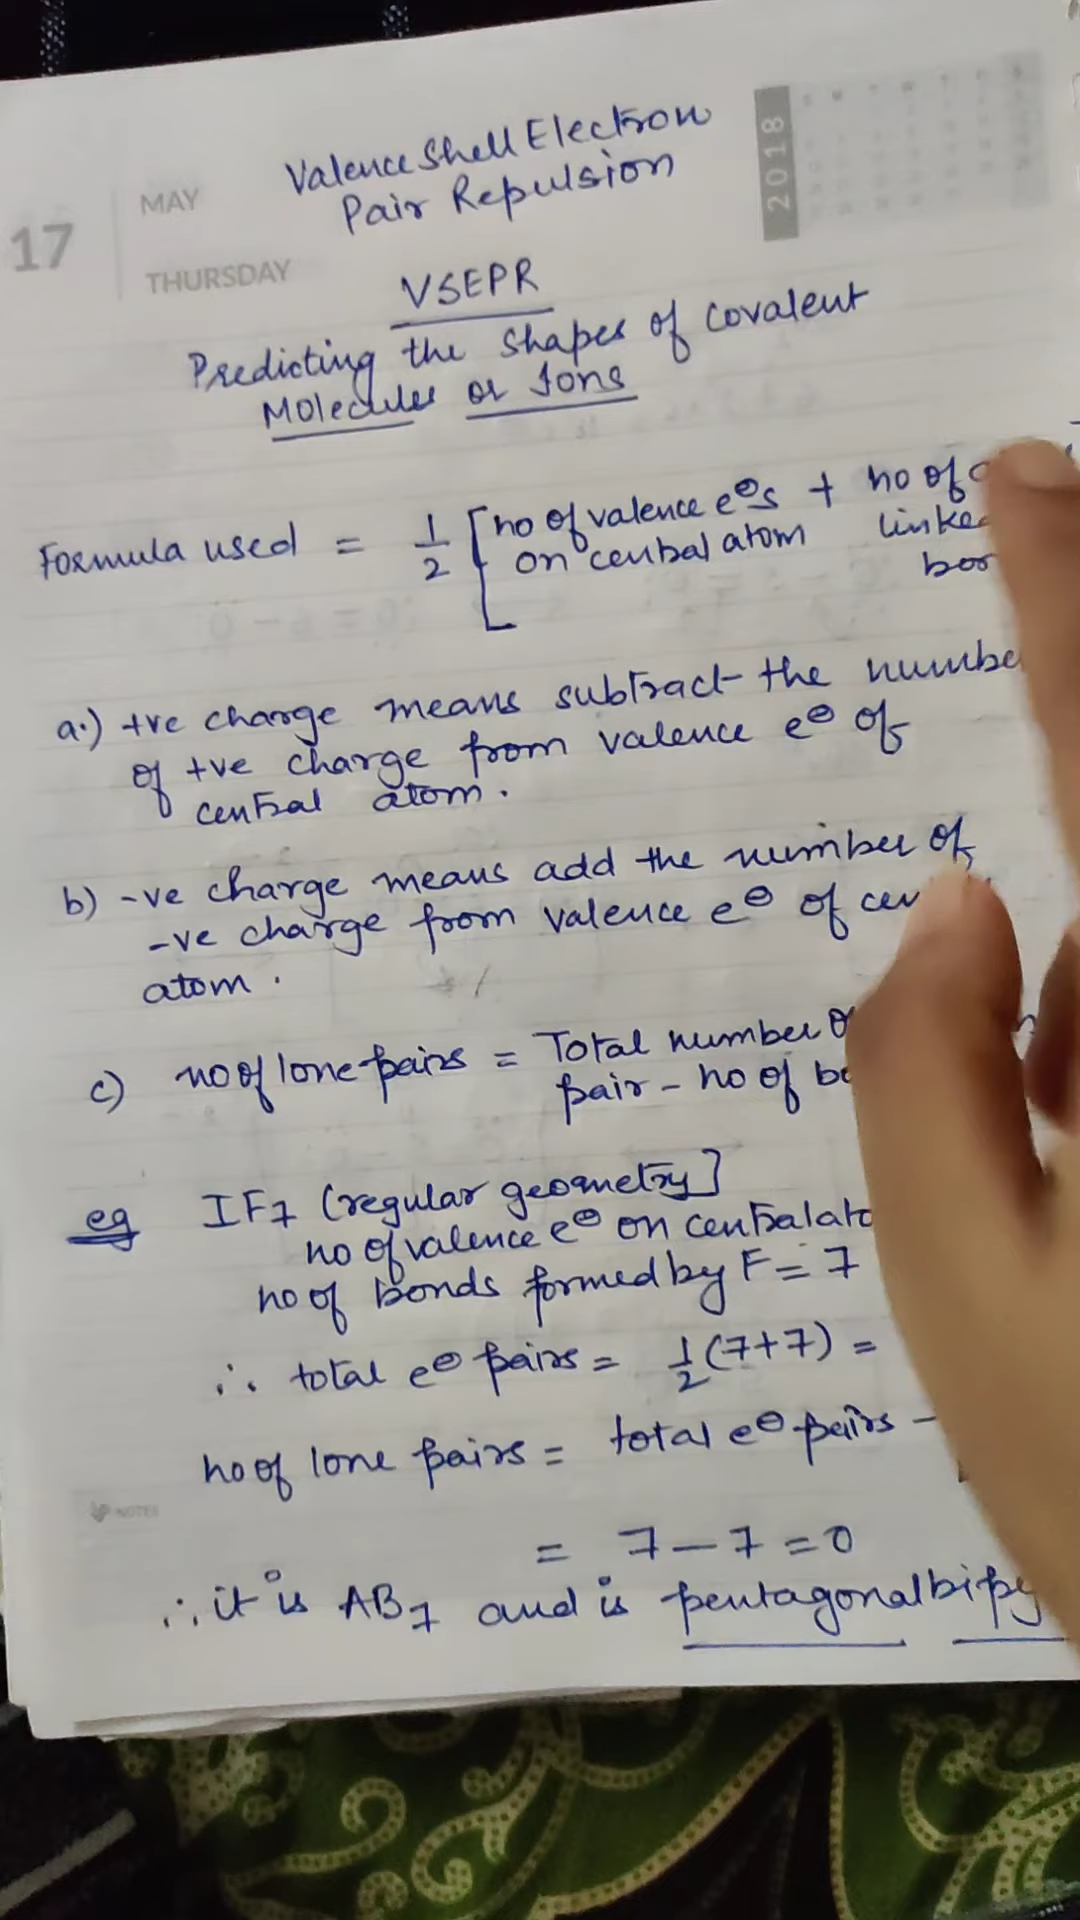 17
MAY
THURSDAY
2018
Valence Shell Electron
Pair Repulsion
VSEPR
Predicting the shapes of covalent
Molecules or Ions
Formula used = 1/2 [no of valence e⊖s + no of
on central atom
a.) +ve charge means subtract the
of +ve charge from valence e⊖ of
central atom.
b) -ve charge means add the number of
-ve charge from valence e⊖ of
atom.
c) no of lone pairs = Total number
pair - no of
eg IF7 (regular geometry]
no of valence e⊖ on central
no of bonds formed by F = 7
∴ total e⊖ pairs = 1/2 (7+7) =
no of lone pairs = total e⊖ pairs -
NOTES
= 7 - 7 = 0
∴ it is AB7 and is pentagonal